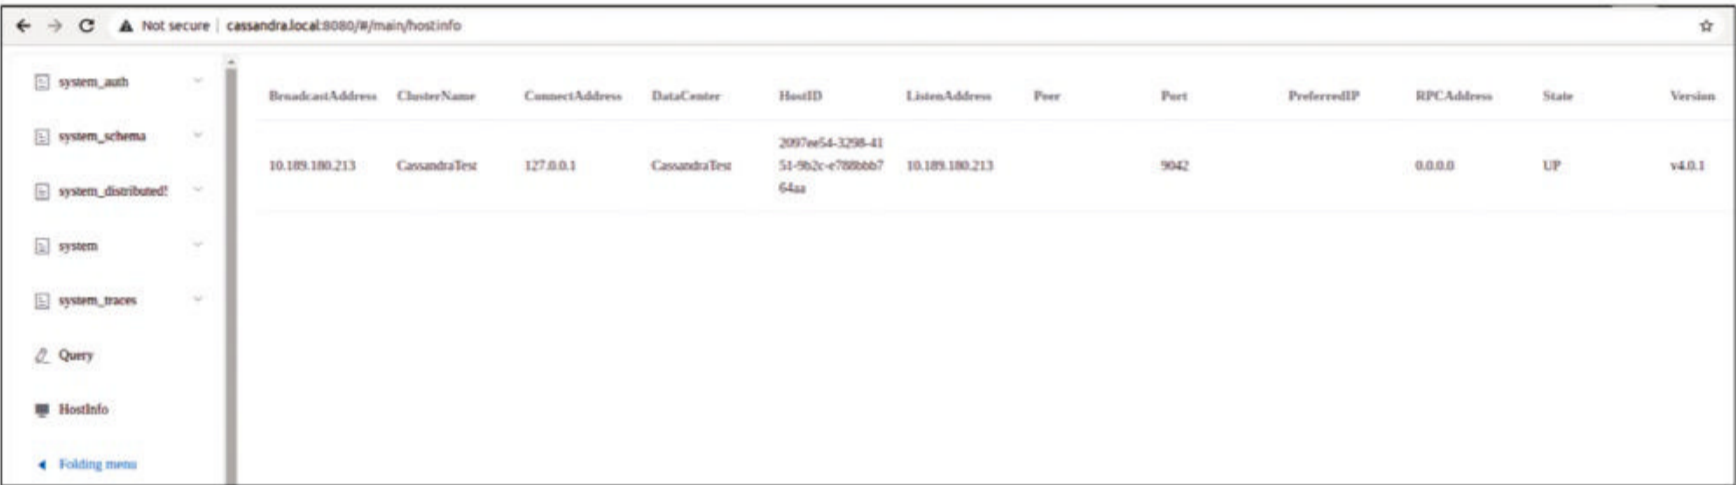 Not secure | cassandra.local:8080/#/main/hostinfo
system_auth
system_schema
system_distributed!
system
system_traces
Query
HostInfo
Folding menu
BroadcastAddress ClusterName ConnectAddress DataCenter HostID ListenAddress Peer Port PreferredIP RPCAddress State Version
10.189.180.213 CassandraTest 127.0.0.1 CassandraTest 2097ee54-3298-41 10.189.180.213 9042 0.0.0.0 UP v4.0.1
51-9b2c-e788bbb7
64aa